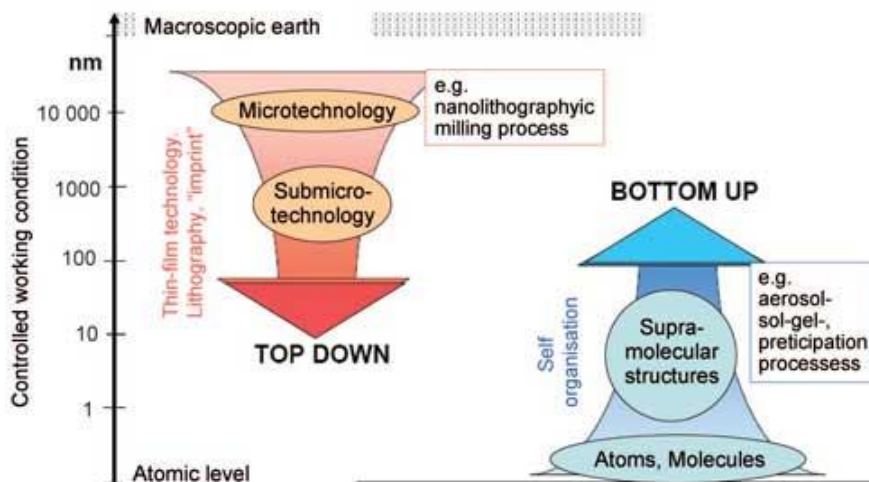 Macroscopic earth
nm
10 000
1000
100
10
1
Controlled working condition
Atomic level
Thin-film technology.
Lithography, "imprint"
Microtechnology
Submicro-
technology
TOP DOWN
e.g.
nanolithographyic
milling process
BOTTOM UP
Self
organisation
Supra-
molecular
structures
Atoms, Molecules
e.g.
aerosol-
sol-gel-,
preticipation
processess